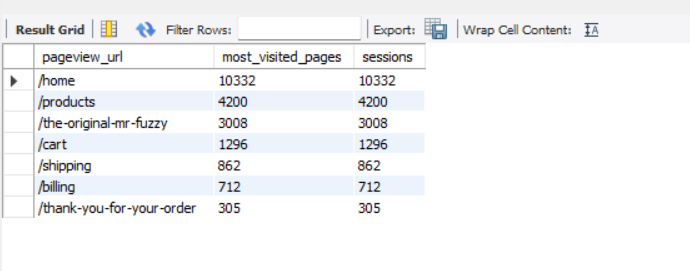 Result Grid Filter Rows: Export: Wrap Cell Content: IA
pageview_url most_visited_pages sessions
/home 10332 10332
/products 4200 4200
/the-original-mr-fuzzy 3008 3008
/cart 1296 1296
/shipping 862 862
/billing 712 712
/thank-you-for-your-order 305 305